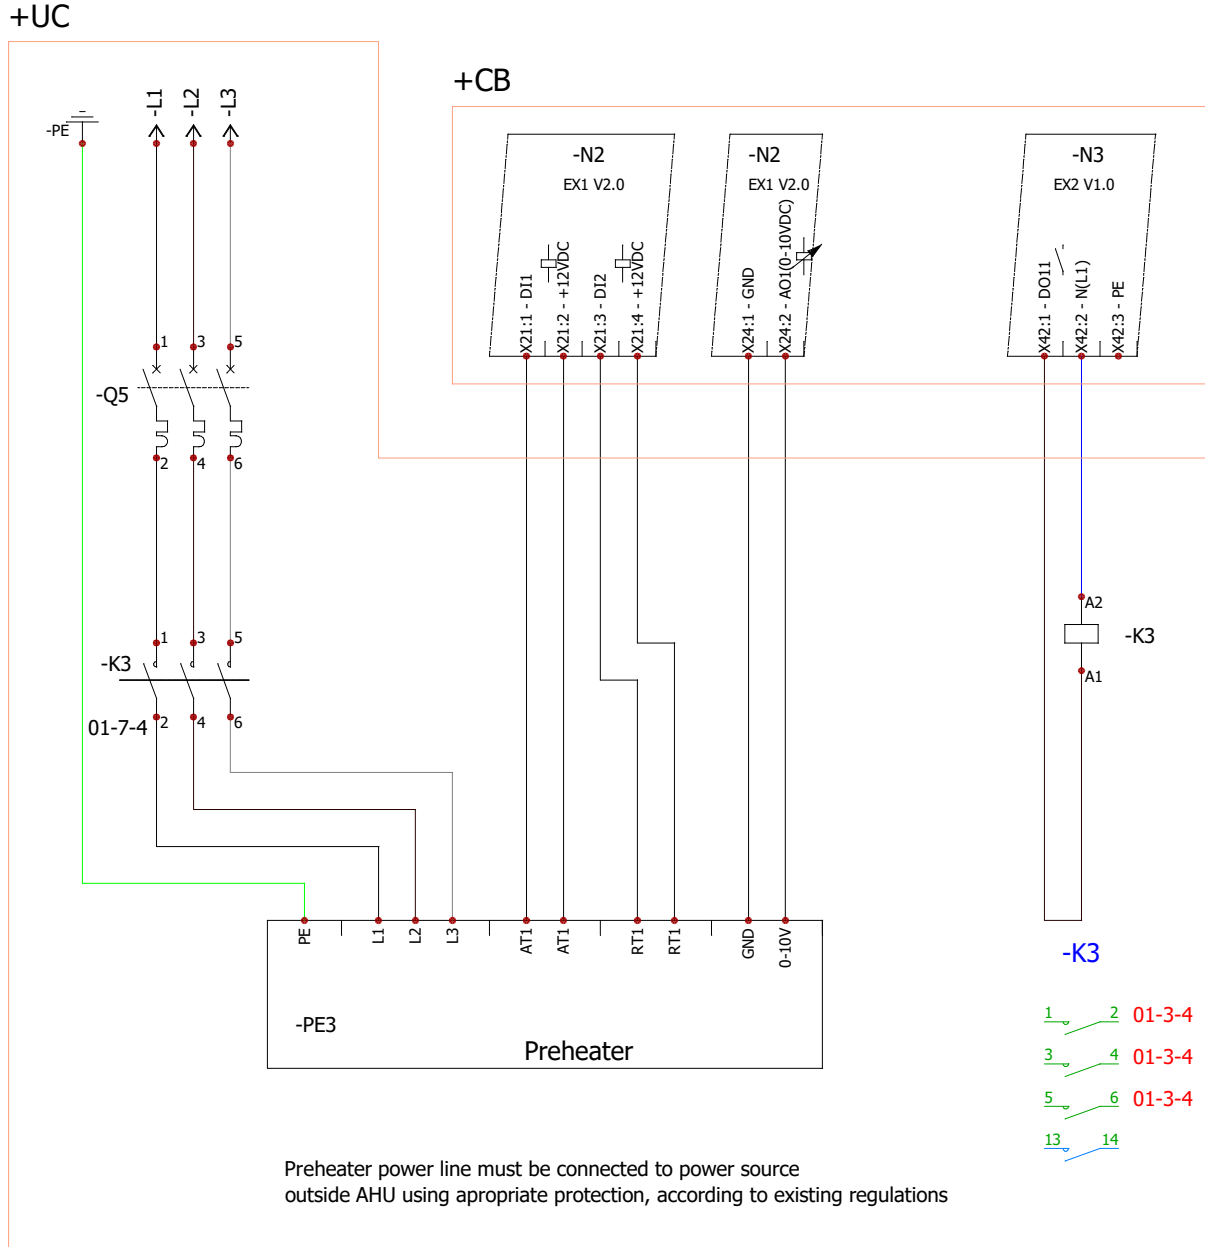 +UC
+CB
-PE
-L1
-L2
-L3
-N2
EX1 V2.0
X21:1 - DI1
X21:2 - +12VDC
X21:3 - DI2
X21:4 - +12VDC
-N2
EX1 V2.0
X24:1 - GND
X24:2 - AO1(0-10VDC)
-N3
EX2 V1.0
X42:1 - DO11
X42:2 - N(L1)
X42:3 - PE
1
3
5
-Q5
2
4
6
1
3
5
-K3
01-7-4
2
4
6
A2
-K3
A1
PE
L1
L2
L3
AT1
AT1
RT1
RT1
GND
0-10V
-PE3
Preheater
-K3
1 2 01-3-4
3 4 01-3-4
5 6 01-3-4
13 14
Preheater power line must be connected to power source
outside AHU using apropriate protection, according to existing regulations